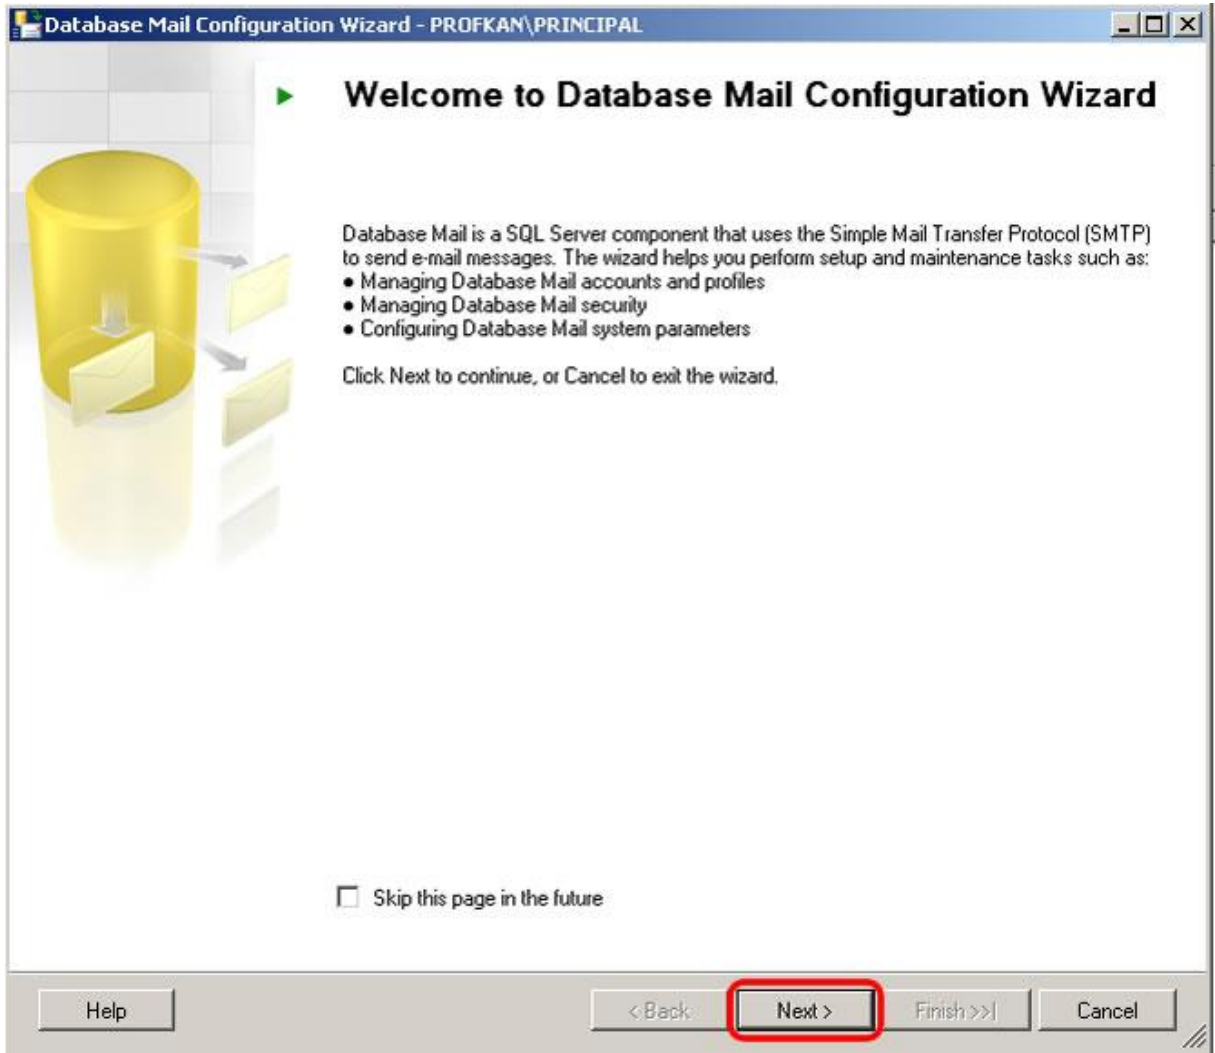 Database Mail Configuration Wizard - PROFKAN\PRINCIPAL
Welcome to Database Mail Configuration Wizard
Database Mail is a SQL Server component that uses the Simple Mail Transfer Protocol (SMTP)
to send e-mail messages. The wizard helps you perform setup and maintenance tasks such as:
● Managing Database Mail accounts and profiles
● Managing Database Mail security
● Configuring Database Mail system parameters
Click Next to continue, or Cancel to exit the wizard.
Skip this page in the future
Help < Back Next > Finish >>| Cancel